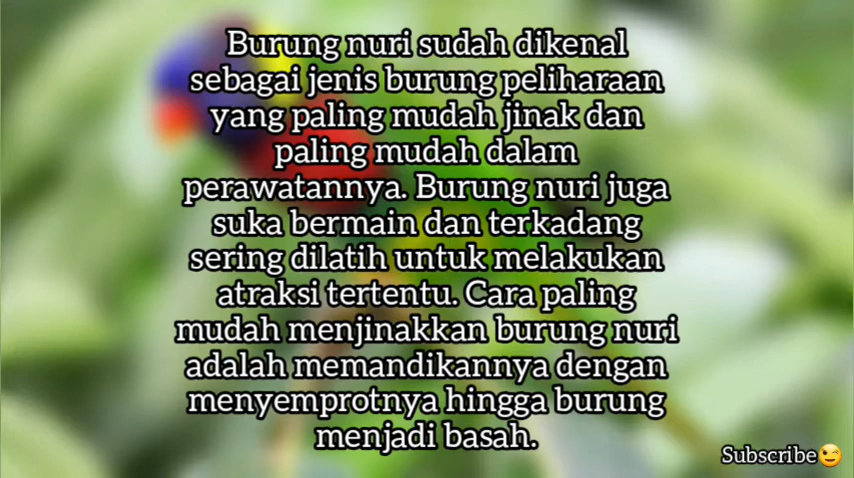 Burung nuri sudah dikenal
sebagai jenis burung peliharaan
yang paling mudah jinak dan
paling mudah dalam
perawatannya. Burung nuri juga
suka bermain dan terkadang
sering dilatih untuk melakukan
atraksi tertentu. Cara paling
mudah menjinakkan burung nuri
adalah memandikannya dengan
menyemprotnya hingga burung
menjadi basah.
Subscribe😉